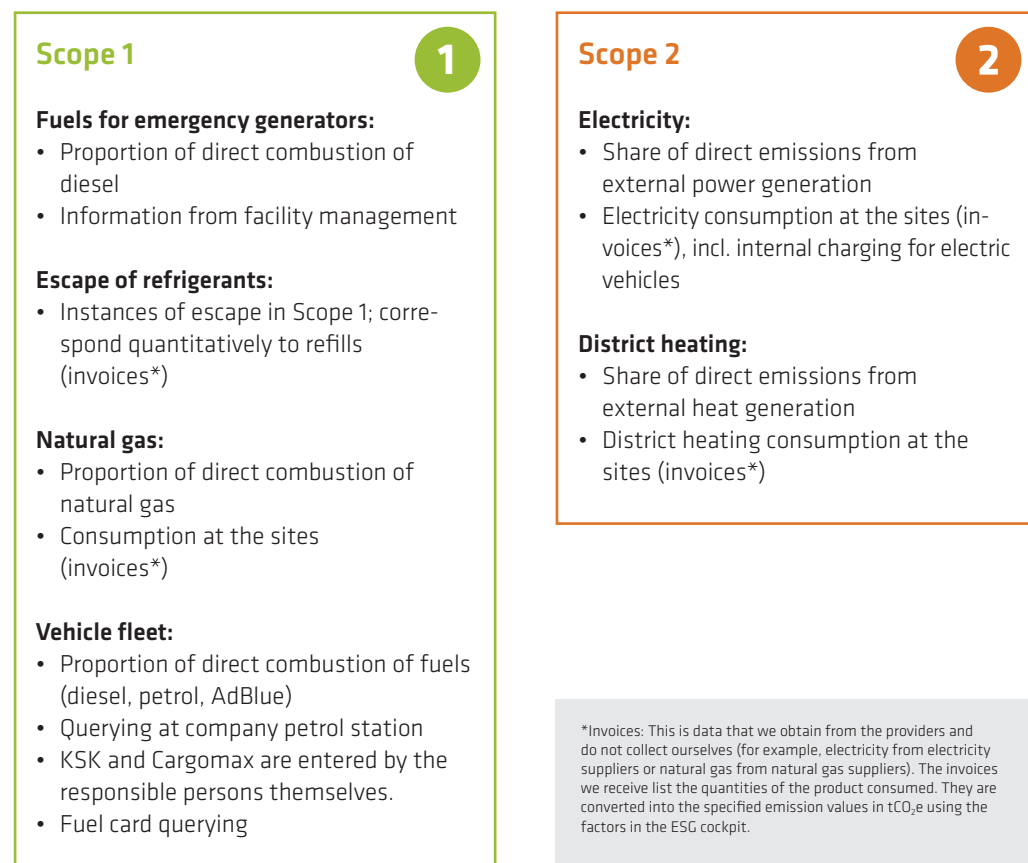 Scope 1
1
Fuels for emergency generators:
• Proportion of direct combustion of
diesel
• Information from facility management
Escape of refrigerants:
• Instances of escape in Scope 1; corre-
spond quantitatively to refills
(invoices*)
Natural gas:
• Proportion of direct combustion of
natural gas
• Consumption at the sites
(invoices*)
Vehicle fleet:
• Proportion of direct combustion of fuels
(diesel, petrol, AdBlue)
• Querying at company petrol station
• KSK and Cargomax are entered by the
responsible persons themselves.
• Fuel card querying
Scope 2
2
Electricity:
• Share of direct emissions from
external power generation
• Electricity consumption at the sites (in-
voices*), incl. internal charging for electric
vehicles
District heating:
• Share of direct emissions from
external heat generation
• District heating consumption at the
sites (invoices*)
*Invoices: This is data that we obtain from the providers and
do not collect ourselves (for example, electricity from electricity
suppliers or natural gas from natural gas suppliers). The invoices
we receive list the quantities of the product consumed. They are
converted into the specified emission values in tCO₂e using the
factors in the ESG cockpit.